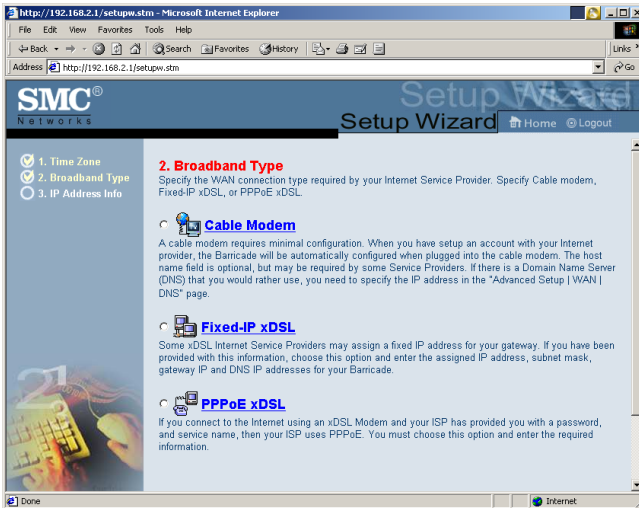 http://192.168.2.1/setupw.stm - Microsoft Internet Explorer
File Edit View Favorites Tools Help
Back Search Favorites History Links »
Address http://192.168.2.1/setupw.stm Go
SMC®
Networks
Setup Wizard
Setup Wizard Home Logout
1. Time Zone
2. Broadband Type
3. IP Address Info
2. Broadband Type
Specify the WAN connection type required by your Internet Service Provider. Specify Cable modem,
Fixed-IP xDSL, or PPPoE xDSL.
Cable Modem
A cable modem requires minimal configuration. When you have setup an account with your Internet
provider, the Barricade will be automatically configured when plugged into the cable modem. The host
name field is optional, but may be required by some Service Providers. If there is a Domain Name Server
(DNS) that you would rather use, you need to specify the IP address in the "Advanced Setup | WAN |
DNS" page.
Fixed-IP xDSL
Some xDSL Internet Service Providers may assign a fixed IP address for your gateway. If you have been
provided with this information, choose this option and enter the assigned IP address, subnet mask,
gateway IP and DNS IP addresses for your Barricade.
PPPoE xDSL
If you connect to the Internet using an xDSL Modem and your ISP has provided you with a password,
and service name, then your ISP uses PPPoE. You must choose this option and enter the required
information.
2
Done Internet